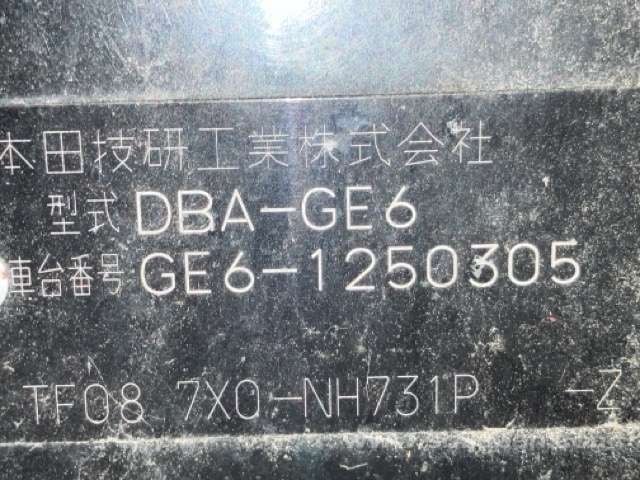 本田技研工業株式会社
型式 DBA-GE6
車台番号 GE6-1250305
TF08 7X0-NH731P -Z